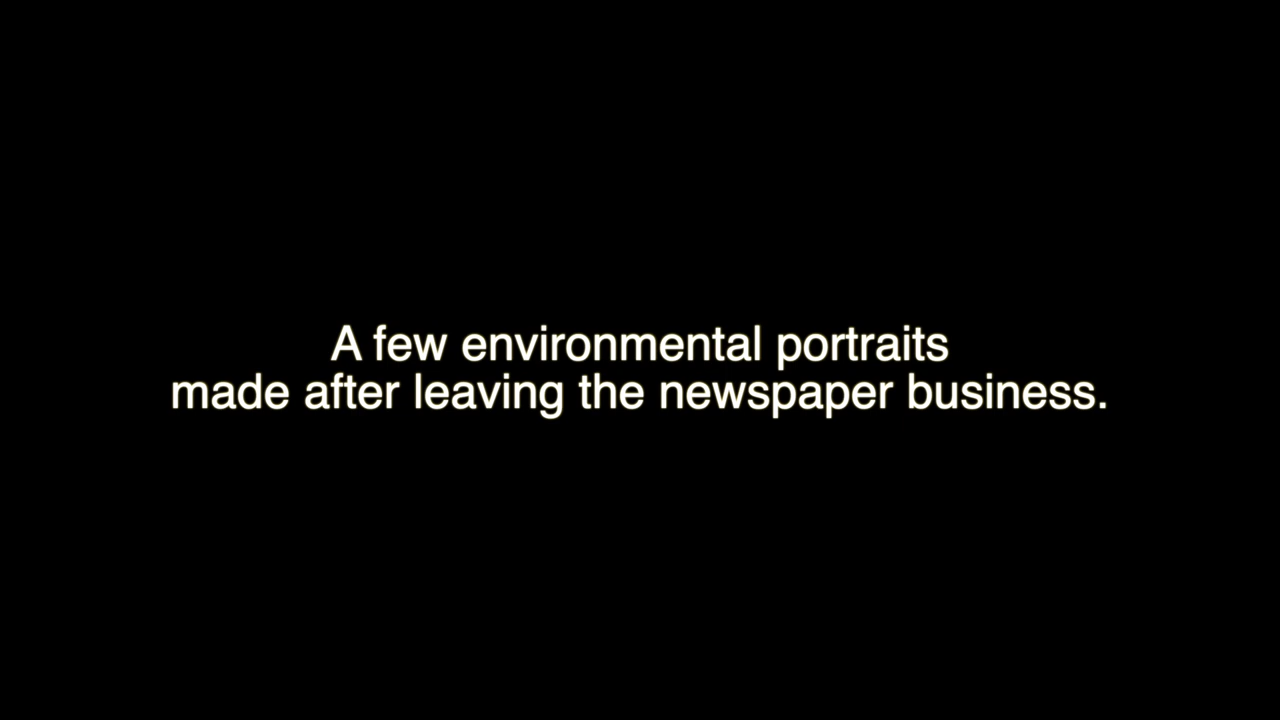 A few environmental portraits
made after leaving the newspaper business.